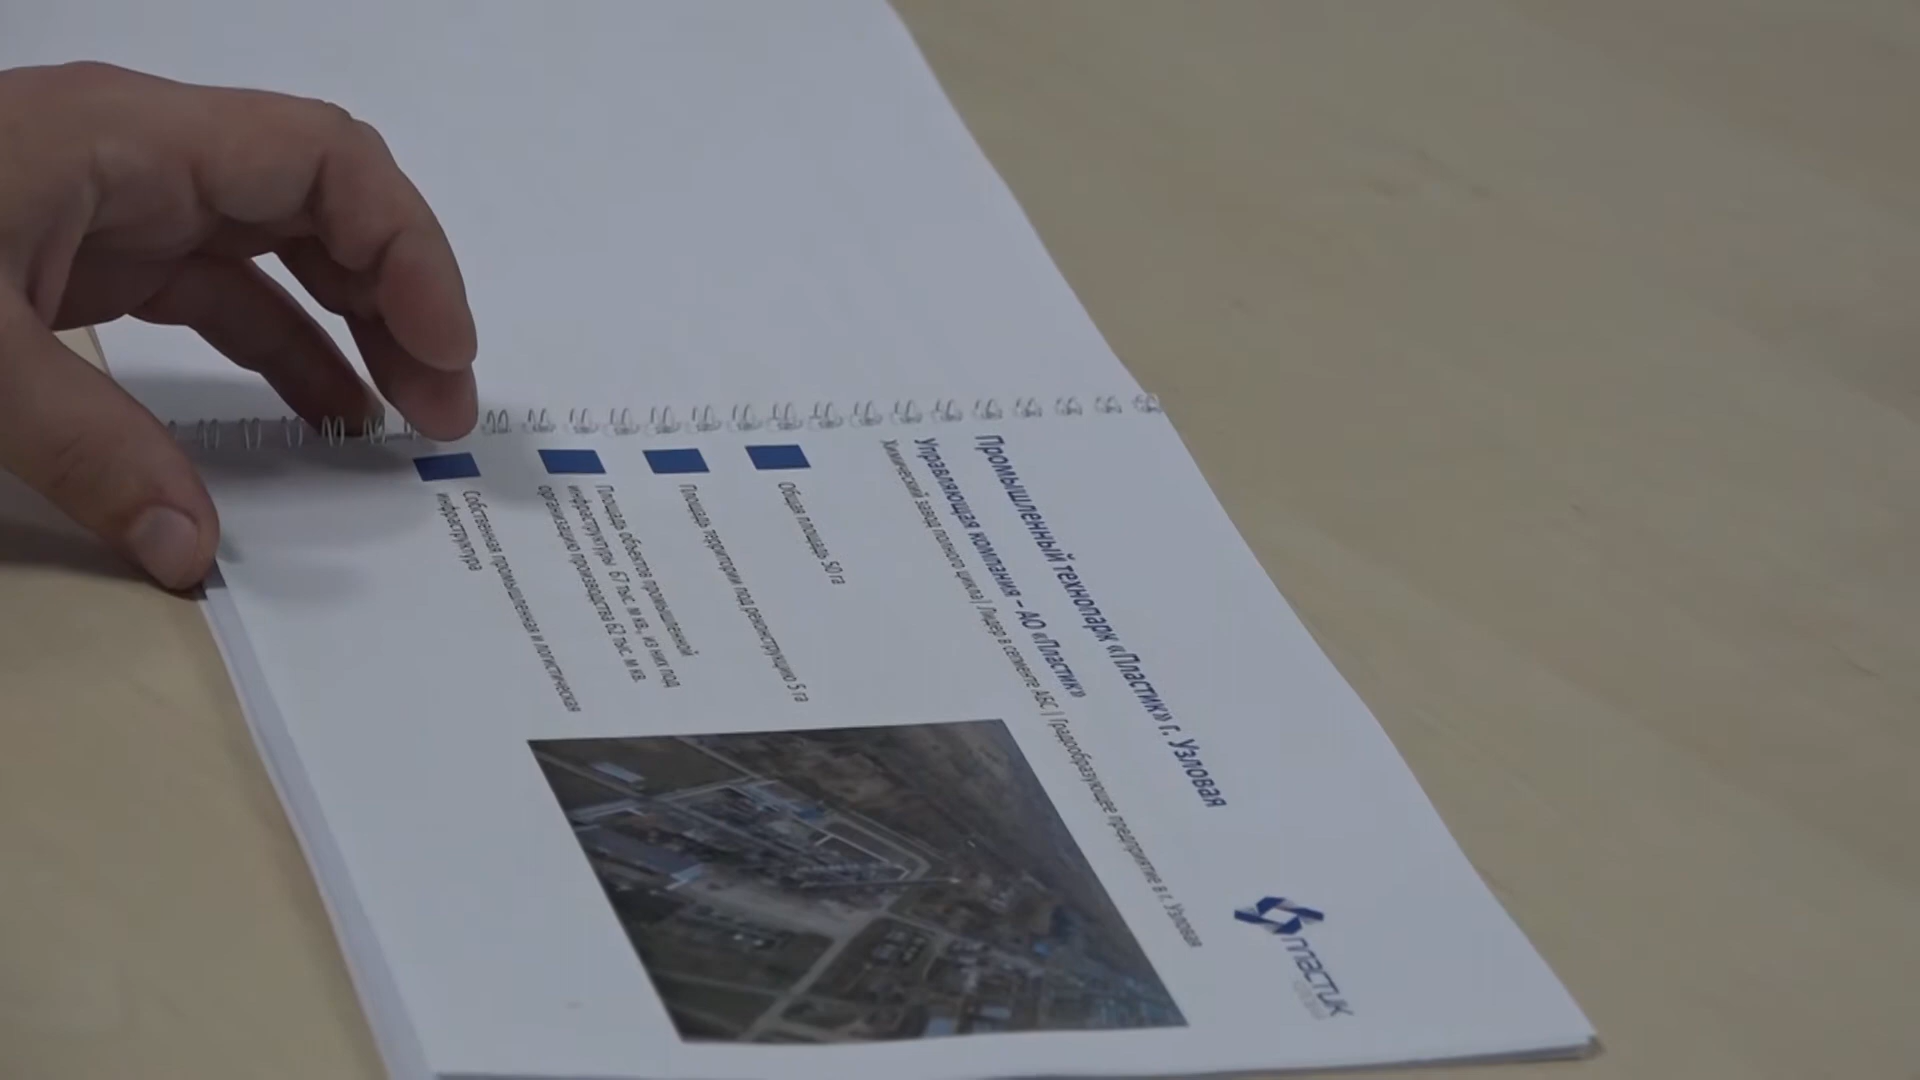 Промышленный технопарк «Пластик» г. Узловая
Управляющая компания – АО «Пластик»
Химический завод полного цикла | Лидер в сегменте АБС | Градообразующее предприятие в г. Узловая
Общая площадь 50 га
Площадь территории под реконструкцию 5 га
Площадь объектов промышленной
инфраструктуры 67 тыс. м кв., из них под
организацию производства 62 тыс. м кв.
Собственная промышленная и логистическая
инфраструктура
ПЛАСТИК